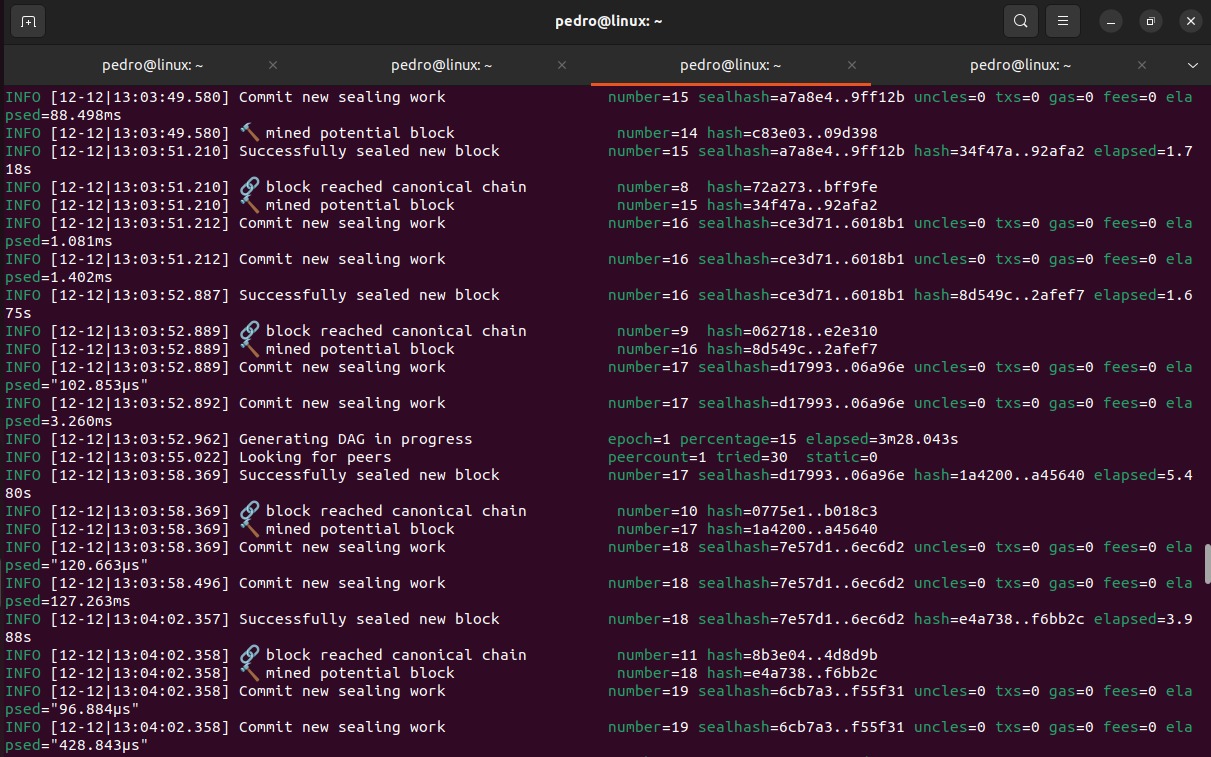 pedro@linux: ~
pedro@linux: ~ × pedro@linux: ~ × pedro@linux: ~ × pedro@linux: ~ ×
INFO [12-12|13:03:49.580] Commit new sealing work number=15 sealhash=a7a8e4..9ff12b uncles=0 txs=0 gas=0 fees=0 ela
psed=88.498ms
INFO [12-12|13:03:49.580] 🔨 mined potential block number=14 hash=c83e03..09d398
INFO [12-12|13:03:51.210] Successfully sealed new block number=15 sealhash=a7a8e4..9ff12b hash=34f47a..92afa2 elapsed=1.7
18s
INFO [12-12|13:03:51.210] 🔗 block reached canonical chain number=8 hash=72a273..bff9fe
INFO [12-12|13:03:51.210] 🔨 mined potential block number=15 hash=34f47a..92afa2
INFO [12-12|13:03:51.212] Commit new sealing work number=16 sealhash=ce3d71..6018b1 uncles=0 txs=0 gas=0 fees=0 ela
psed=1.081ms
INFO [12-12|13:03:51.212] Commit new sealing work number=16 sealhash=ce3d71..6018b1 uncles=0 txs=0 gas=0 fees=0 ela
psed=1.402ms
INFO [12-12|13:03:52.887] Successfully sealed new block number=16 sealhash=ce3d71..6018b1 hash=8d549c..2afef7 elapsed=1.6
75s
INFO [12-12|13:03:52.889] 🔗 block reached canonical chain number=9 hash=062718..e2e310
INFO [12-12|13:03:52.889] 🔨 mined potential block number=16 hash=8d549c..2afef7
INFO [12-12|13:03:52.889] Commit new sealing work number=17 sealhash=d17993..06a96e uncles=0 txs=0 gas=0 fees=0 ela
psed="102.853µs"
INFO [12-12|13:03:52.892] Commit new sealing work number=17 sealhash=d17993..06a96e uncles=0 txs=0 gas=0 fees=0 ela
psed=3.260ms
INFO [12-12|13:03:52.962] Generating DAG in progress epoch=1 percentage=15 elapsed=3m28.043s
INFO [12-12|13:03:55.022] Looking for peers peercount=1 tried=30 static=0
INFO [12-12|13:03:58.369] Successfully sealed new block number=17 sealhash=d17993..06a96e hash=1a4200..a45640 elapsed=5.4
80s
INFO [12-12|13:03:58.369] 🔗 block reached canonical chain number=10 hash=0775e1..b018c3
INFO [12-12|13:03:58.369] 🔨 mined potential block number=17 hash=1a4200..a45640
INFO [12-12|13:03:58.369] Commit new sealing work number=18 sealhash=7e57d1..6ec6d2 uncles=0 txs=0 gas=0 fees=0 ela
psed="120.663µs"
INFO [12-12|13:03:58.496] Commit new sealing work number=18 sealhash=7e57d1..6ec6d2 uncles=0 txs=0 gas=0 fees=0 ela
psed=127.263ms
INFO [12-12|13:04:02.357] Successfully sealed new block number=18 sealhash=7e57d1..6ec6d2 hash=e4a738..f6bb2c elapsed=3.9
88s
INFO [12-12|13:04:02.358] 🔗 block reached canonical chain number=11 hash=8b3e04..4d8d9b
INFO [12-12|13:04:02.358] 🔨 mined potential block number=18 hash=e4a738..f6bb2c
INFO [12-12|13:04:02.358] Commit new sealing work number=19 sealhash=6cb7a3..f55f31 uncles=0 txs=0 gas=0 fees=0 ela
psed="96.884µs"
INFO [12-12|13:04:02.358] Commit new sealing work number=19 sealhash=6cb7a3..f55f31 uncles=0 txs=0 gas=0 fees=0 ela
psed="428.843µs"